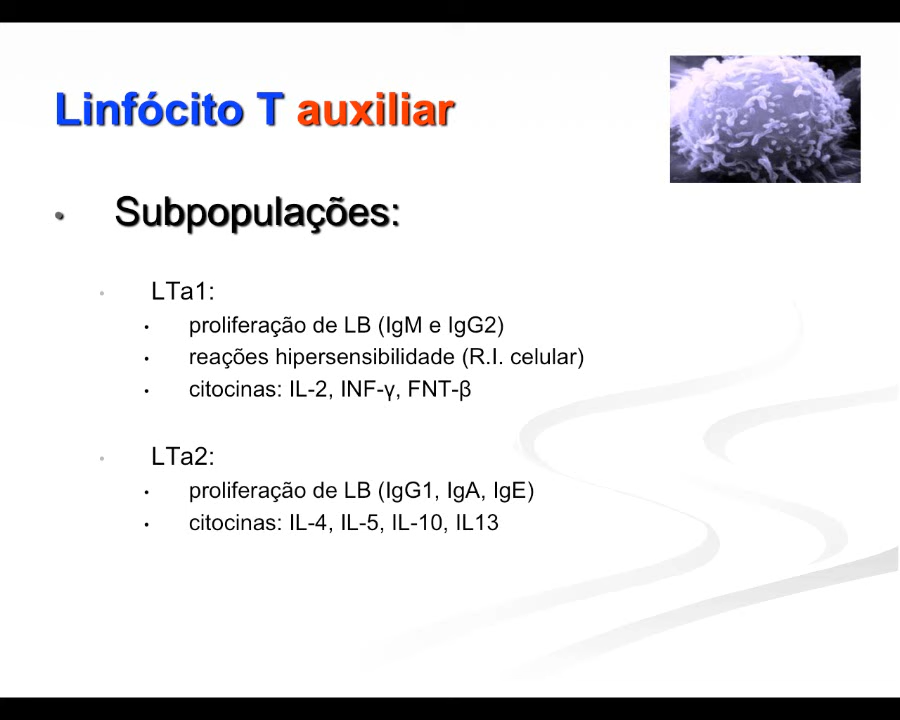 Linfócito T auxiliar
• Subpopulações:
• LTa1:
• proliferação de LB (IgM e IgG2)
• reações hipersensibilidade (R.I. celular)
• citocinas: IL-2, INF-γ, FNT-β
• LTa2:
• proliferação de LB (IgG1, IgA, IgE)
• citocinas: IL-4, IL-5, IL-10, IL13